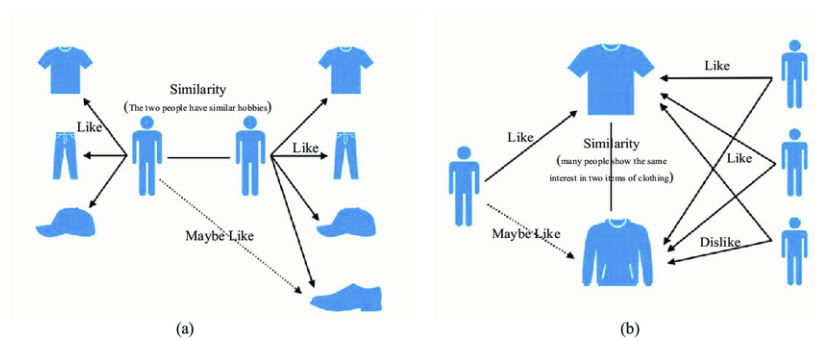 Similarity
(The two people have similar hobbies)
Like
Like
Maybe Like
(a)
Like
Like
Similarity
(many people show the same
interest in two items of clothing)
Like
Maybe Like
Dislike
(b)